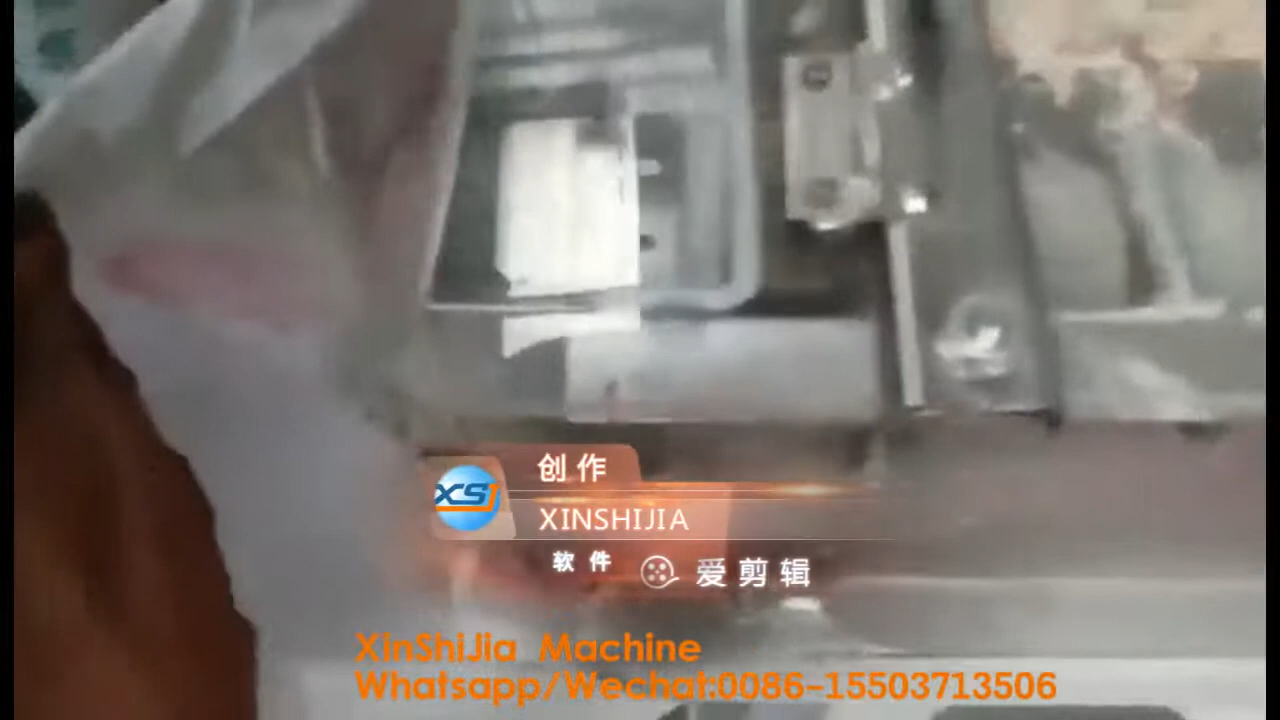 创作
XSJ
XINSHIJIA
软件 爱剪辑
XinShiJia Machine
Whatsapp/Wechat:0086-15503713506